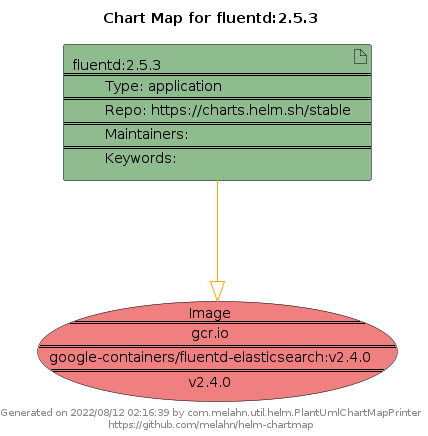 Chart Map for fluentd:2.5.3
fluentd:2.5.3
Type: application
Repo: https://charts.helm.sh/stable
Maintainers:
Keywords:
Image
gcr.io
google-containers/fluentd-elasticsearch:v2.4.0
v2.4.0
Generated on 2022/08/12 02:16:39 by com.melahn.util.helm.PlantUmlChartMapPrinter
https://github.com/melahn/helm-chartmap